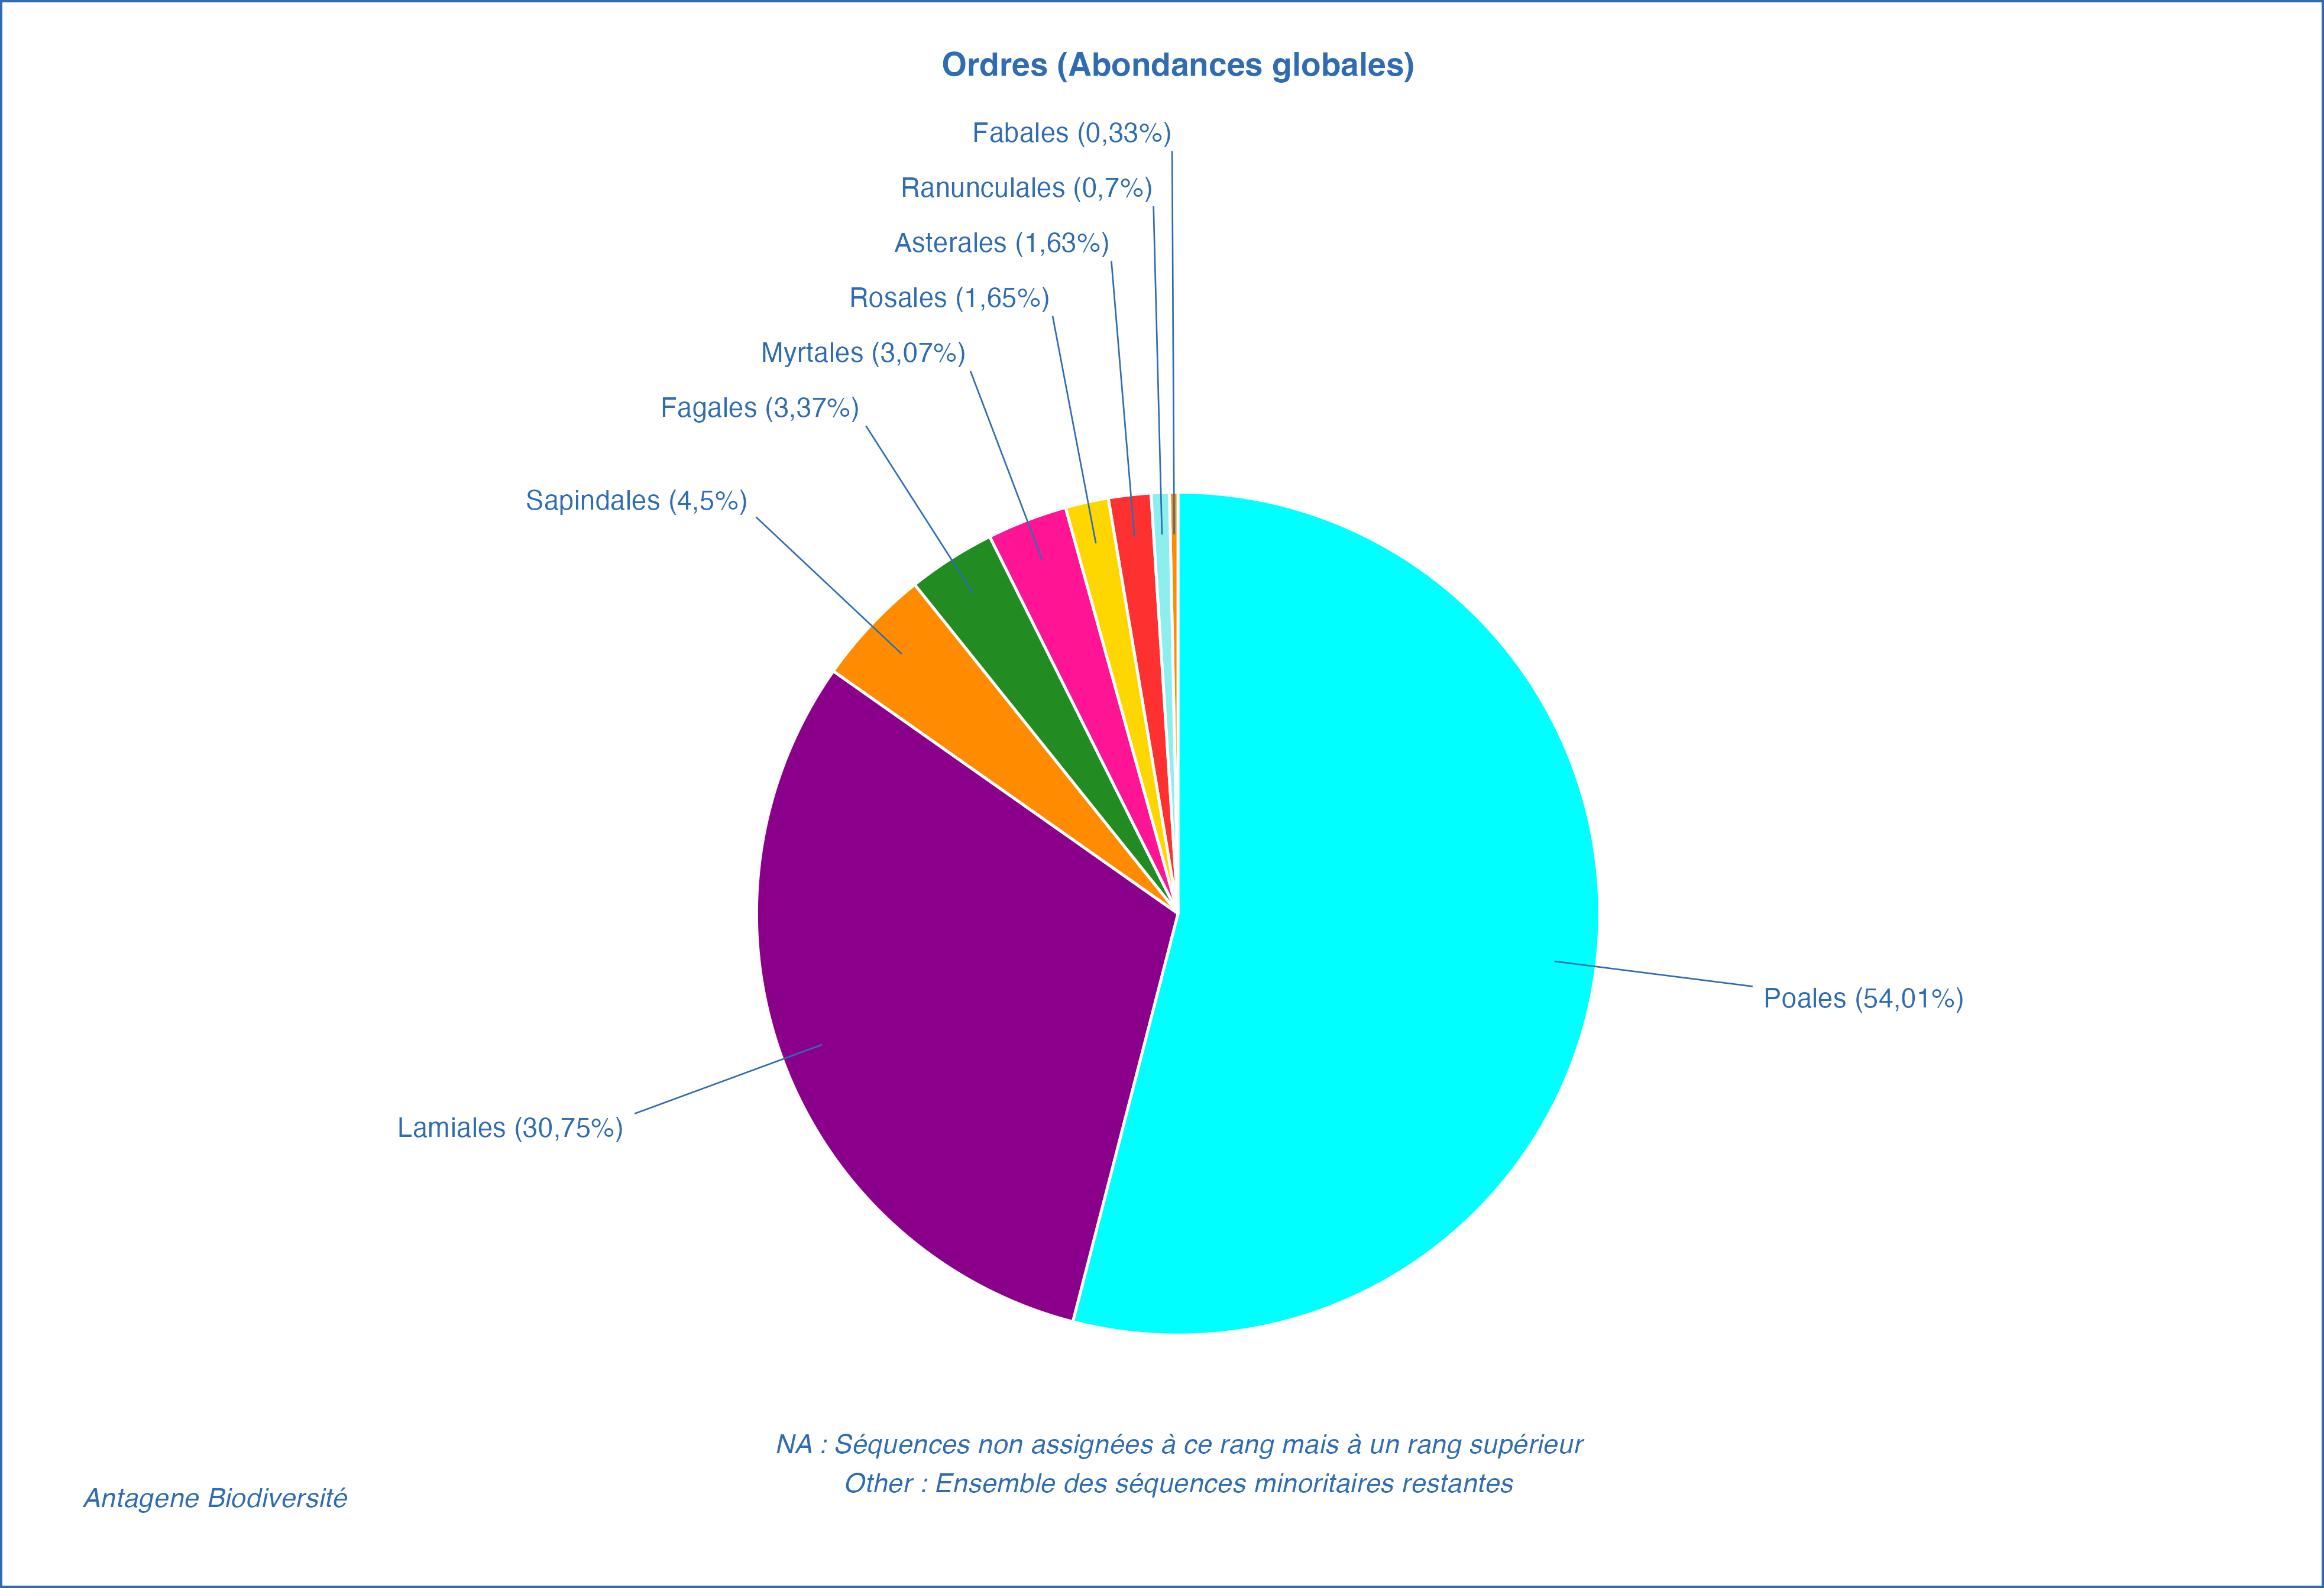 Ordres (Abondances globales)
Fabales (0,33%)
Ranunculales (0,7%)
Asterales (1,63%)
Rosales (1,65%)
Myrtales (3,07%)
Fagales (3,37%)
Sapindales (4,5%)
Poales (54,01%)
Lamiales (30,75%)
NA : Séquences non assignées à ce rang mais à un rang supérieur
Other : Ensemble des séquences minoritaires restantes
Antagene Biodiversité